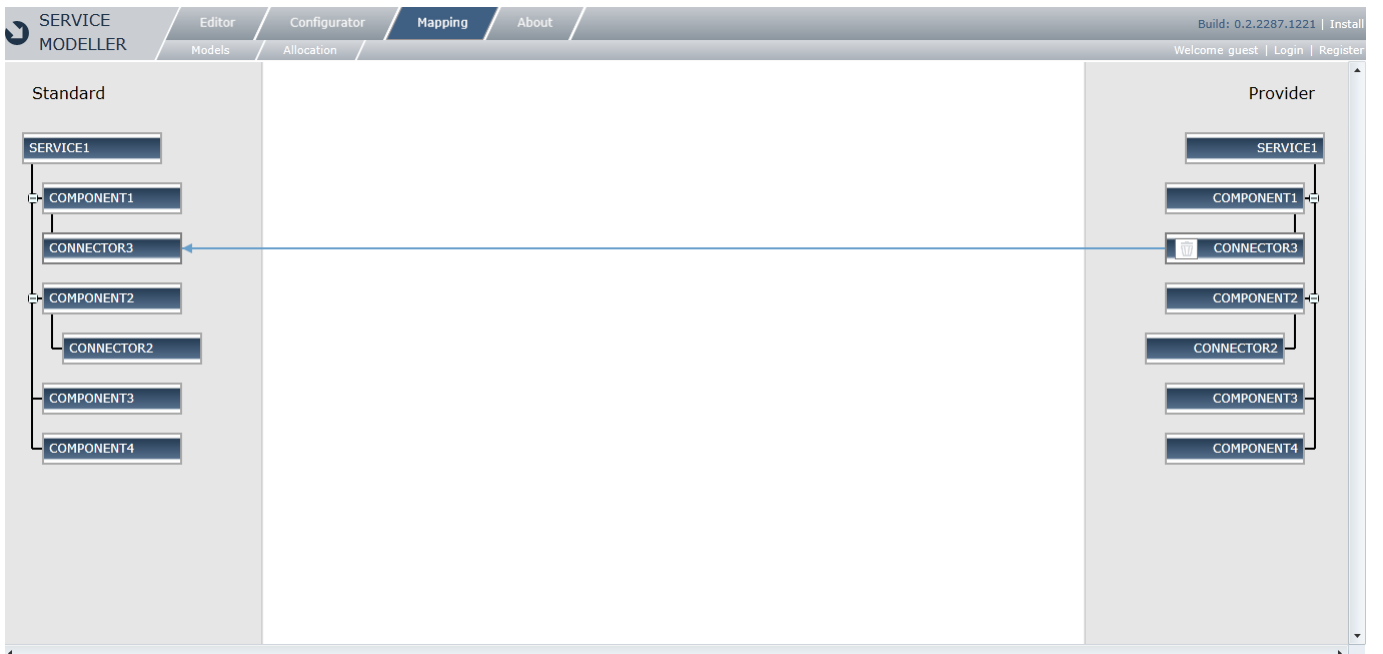 SERVICE
MODELLER
Editor
Configurator
Mapping
About
Build: 0.2.2287.1221 | Install
Models
Allocation
Welcome guest | Login | Register
Standard
Provider
SERVICE1
SERVICE1
COMPONENT1
COMPONENT1
CONNECTOR3
CONNECTOR3
COMPONENT2
COMPONENT2
CONNECTOR2
CONNECTOR2
COMPONENT3
COMPONENT3
COMPONENT4
COMPONENT4